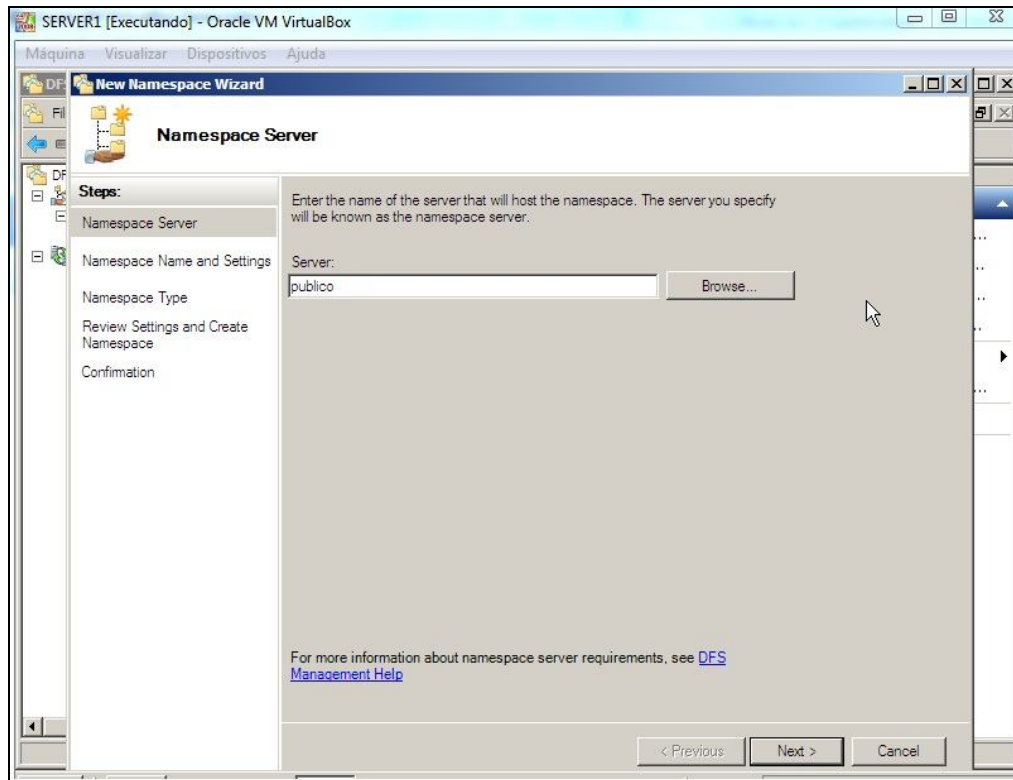 SERVER1 [Executando] - Oracle VM VirtualBox
Máquina Visualizar Dispositivos Ajuda
DF
New Namespace Wizard
Fil
Namespace Server
DF
Steps:
Namespace Server
Namespace Name and Settings
Namespace Type
Review Settings and Create
Namespace
Confirmation
Enter the name of the server that will host the namespace. The server you specify
will be known as the namespace server.
Server:
publico
Browse...
For more information about namespace server requirements, see DFS
Management Help
< Previous
Next >
Cancel